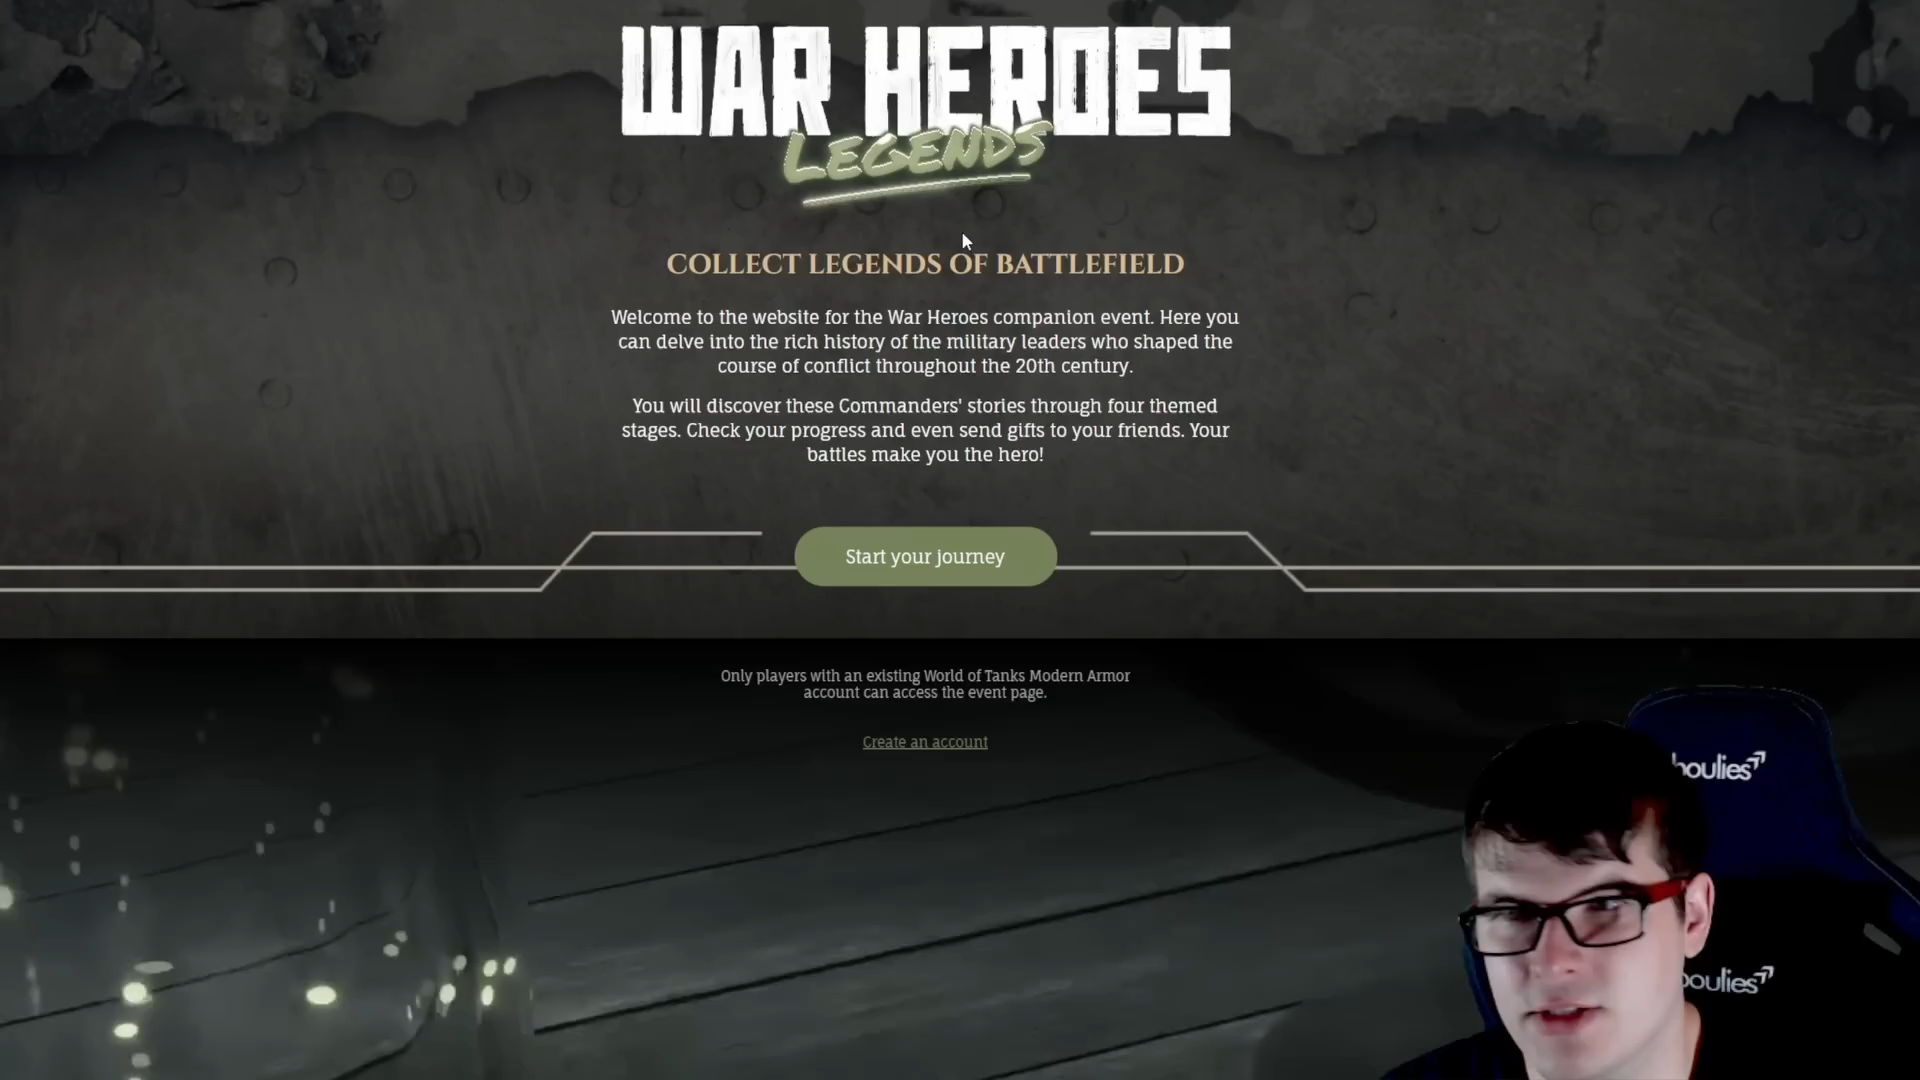 WAR HEROES
LEGENDS
COLLECT LEGENDS OF BATTLEFIELD
Welcome to the website for the War Heroes companion event. Here you
can delve into the rich history of the military leaders who shaped the
course of conflict throughout the 20th century.
You will discover these Commanders' stories through four themed
stages. Check your progress and even send gifts to your friends. Your
battles make you the hero!
Start your journey
Only players with an existing World of Tanks Modern Armor
account can access the event page.
Create an account
boulies
boulies